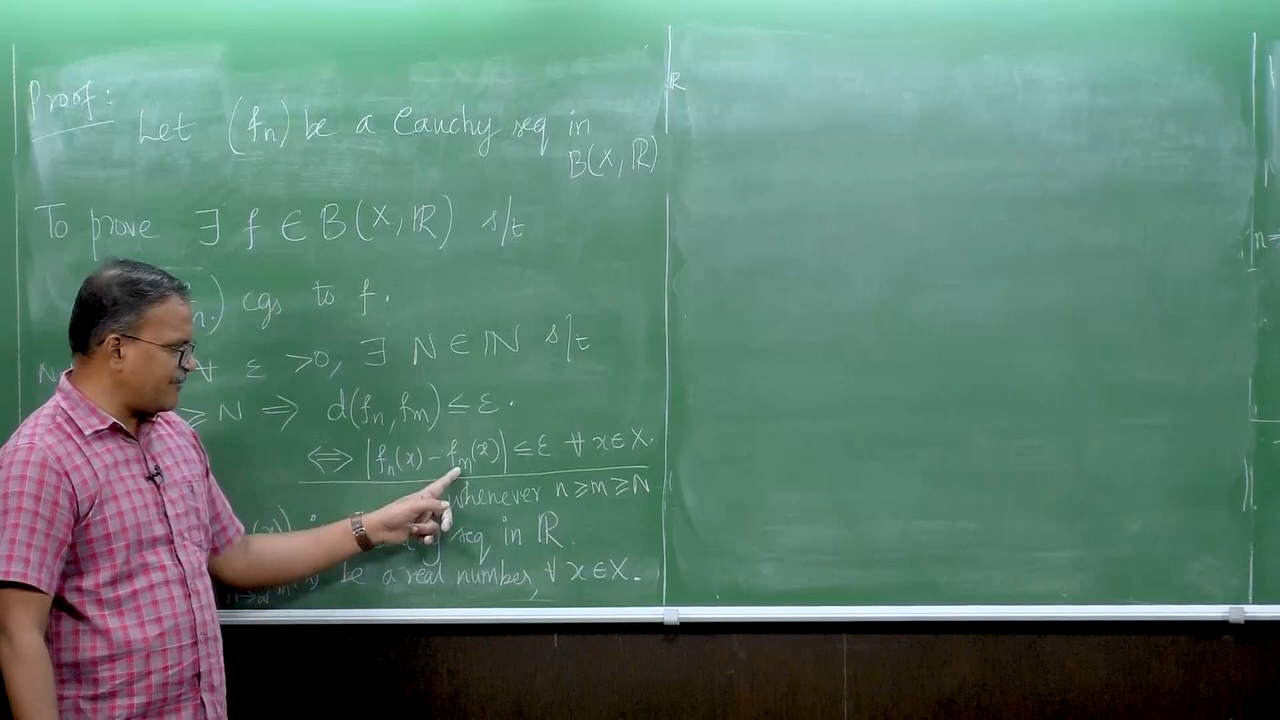 Proof:
Let (fn) be a Cauchy seq in
B(X, ℝ)
To prove ∃ f ∈ B(X, ℝ) s/t
n) cgs to f.
∀ ε >0, ∃ N ∈ ℕ s/t
≥ N ⇒ d(fn, fm) ≤ ε.
⇔ |fn(x) - fm(x)| ≤ ε ∀ x ∈ X.
whenever n ≥ m ≥ N
seq in ℝ.
be a real number, ∀ x ∈ X.
ℝ